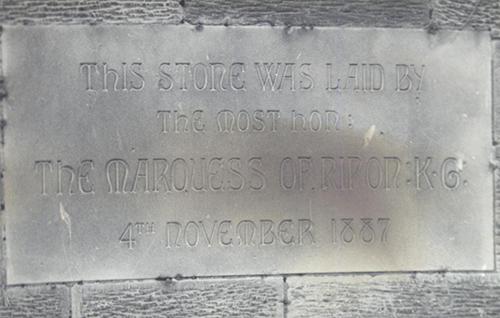 THIS STONE WAS LAID BY
THE MOST HON:
THE MARQUESS OF RIPON: K.G.
4TH NOVEMBER 1887